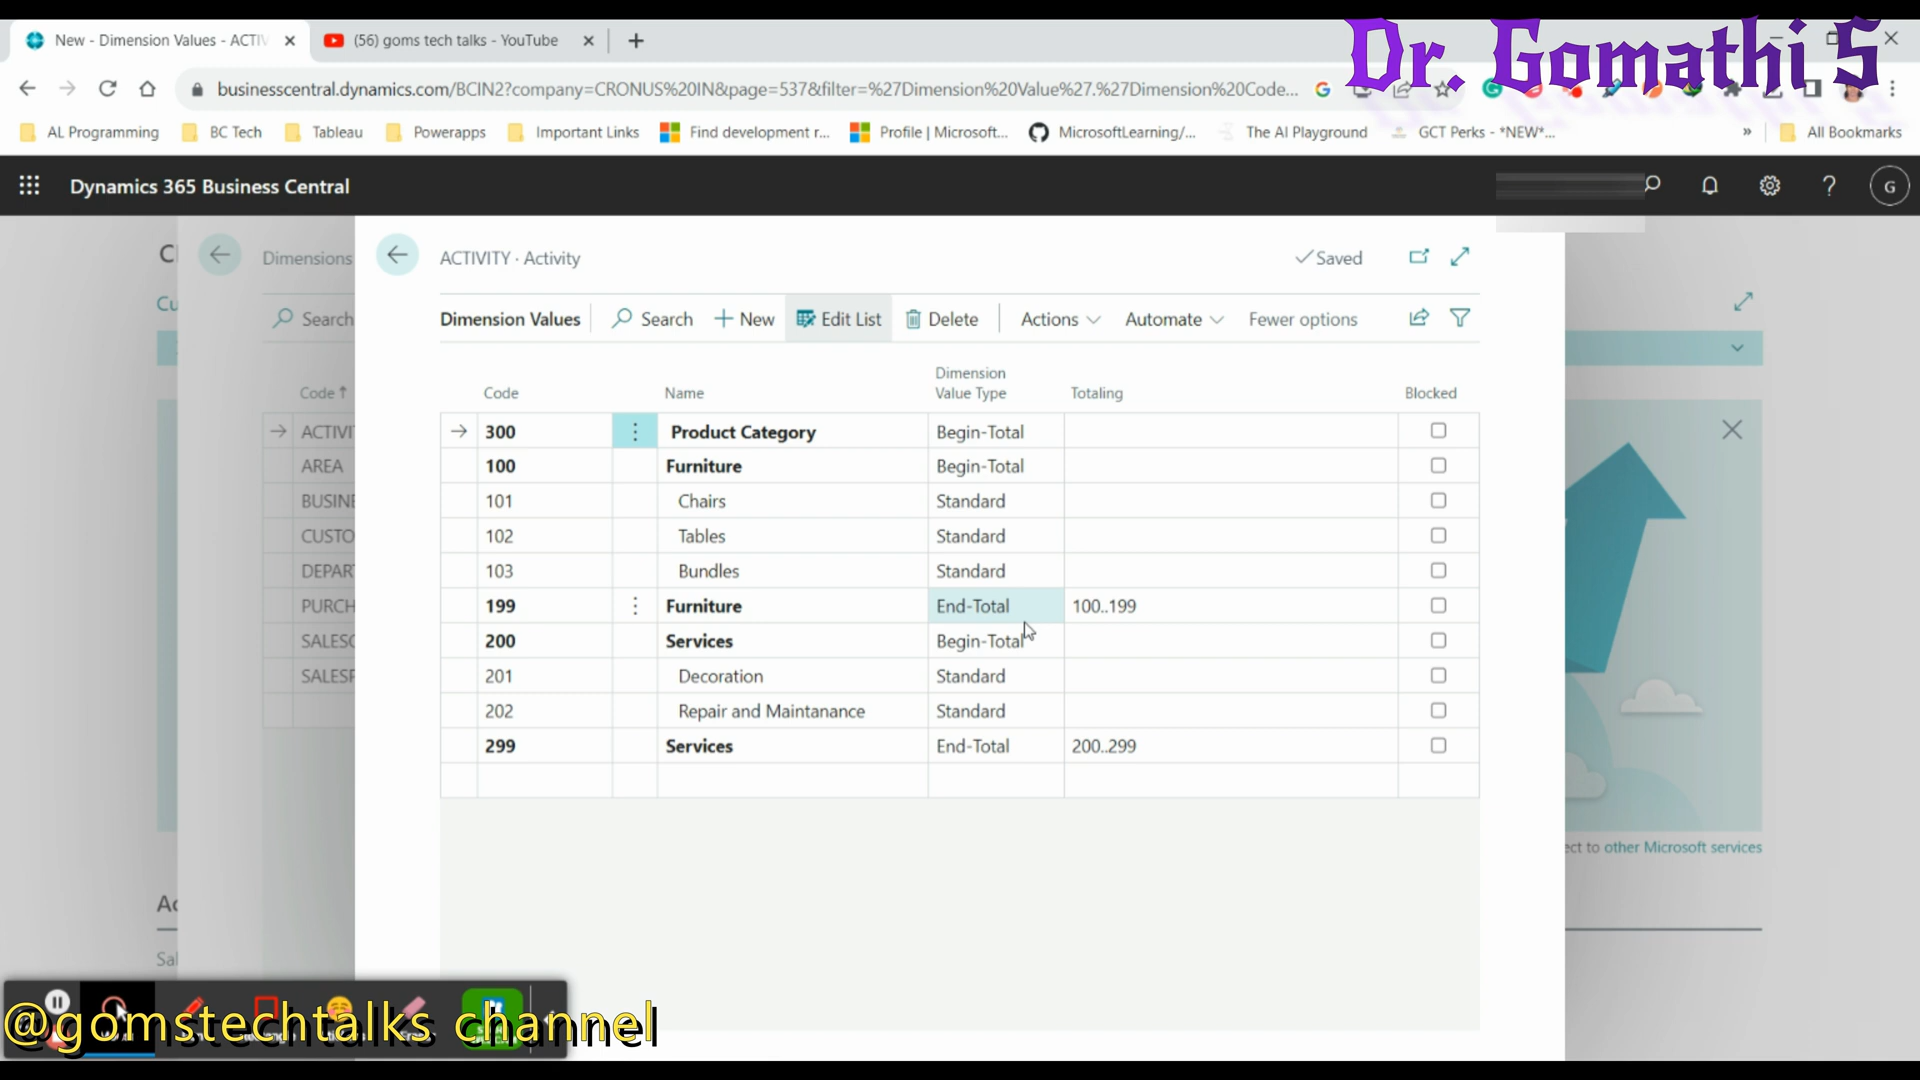 Dr. Gomathi S
New - Dimension Values - ACTIV
(56) goms tech talks - YouTube
businesscentral.dynamics.com/BCIN2?company=CRONUS%20IN&page=537&filter=%27Dimension%20Value%27.%27Dimension%20Code...
AL Programming BC Tech Tableau Powerapps Important Links Find development r... Profile | Microsoft... MicrosoftLearning/... The AI Playground GCT Perks - *NEW*... » All Bookmarks
Dynamics 365 Business Central
G
Dimensions
ACTIVITY · Activity
Saved
Cu
Search
Dimension Values Search New Edit List Delete Actions Automate Fewer options
Code ↑
Code Name Dimension Value Type Totaling Blocked
ACTIVI
300 Product Category Begin-Total
AREA
100 Furniture Begin-Total
BUSINE
101 Chairs Standard
CUSTO
102 Tables Standard
DEPAR
103 Bundles Standard
PURCH
199 Furniture End-Total 100..199
SALESC
200 Services Begin-Total
SALESP
201 Decoration Standard
202 Repair and Maintanance Standard
299 Services End-Total 200..299
ect to other Microsoft services
Ac
Sal
@gomstechtalks channel